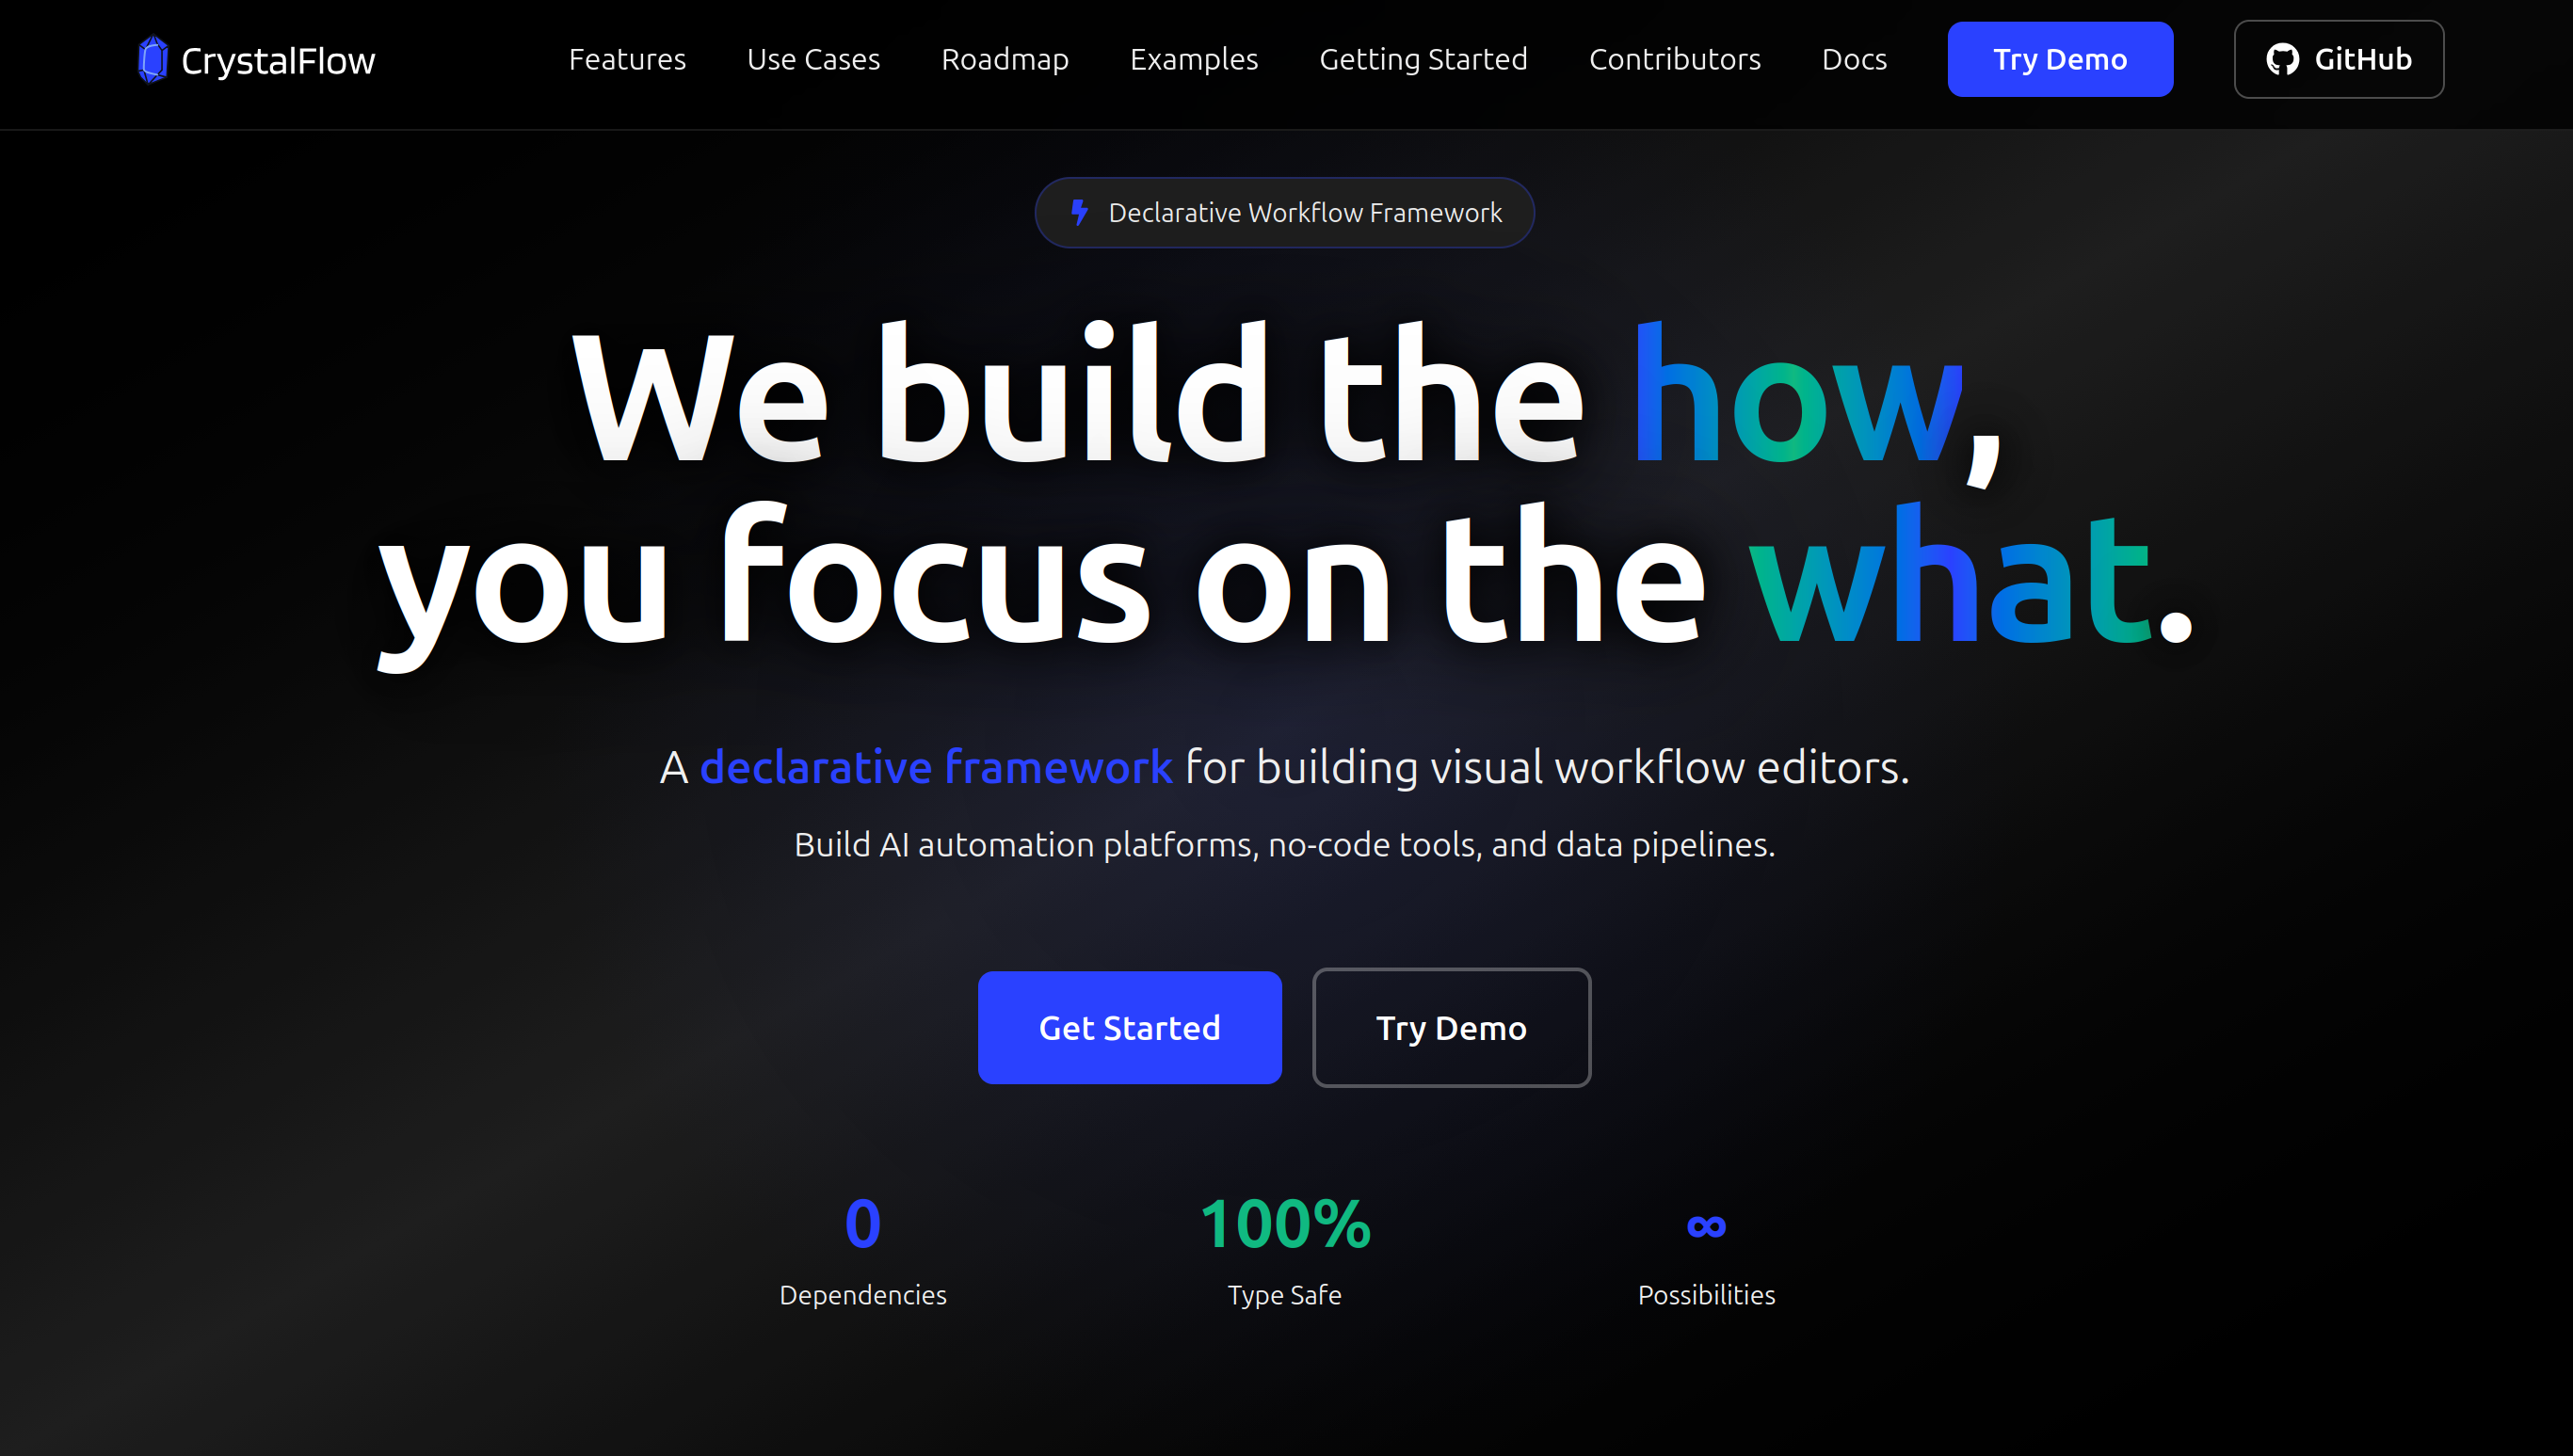 CrystalFlow
Features Use Cases Roadmap Examples Getting Started Contributors Docs Try Demo GitHub
Declarative Workflow Framework
We build the how,
you focus on the what.
A declarative framework for building visual workflow editors.
Build AI automation platforms, no-code tools, and data pipelines.
Get Started Try Demo
0 100% ∞
Dependencies Type Safe Possibilities